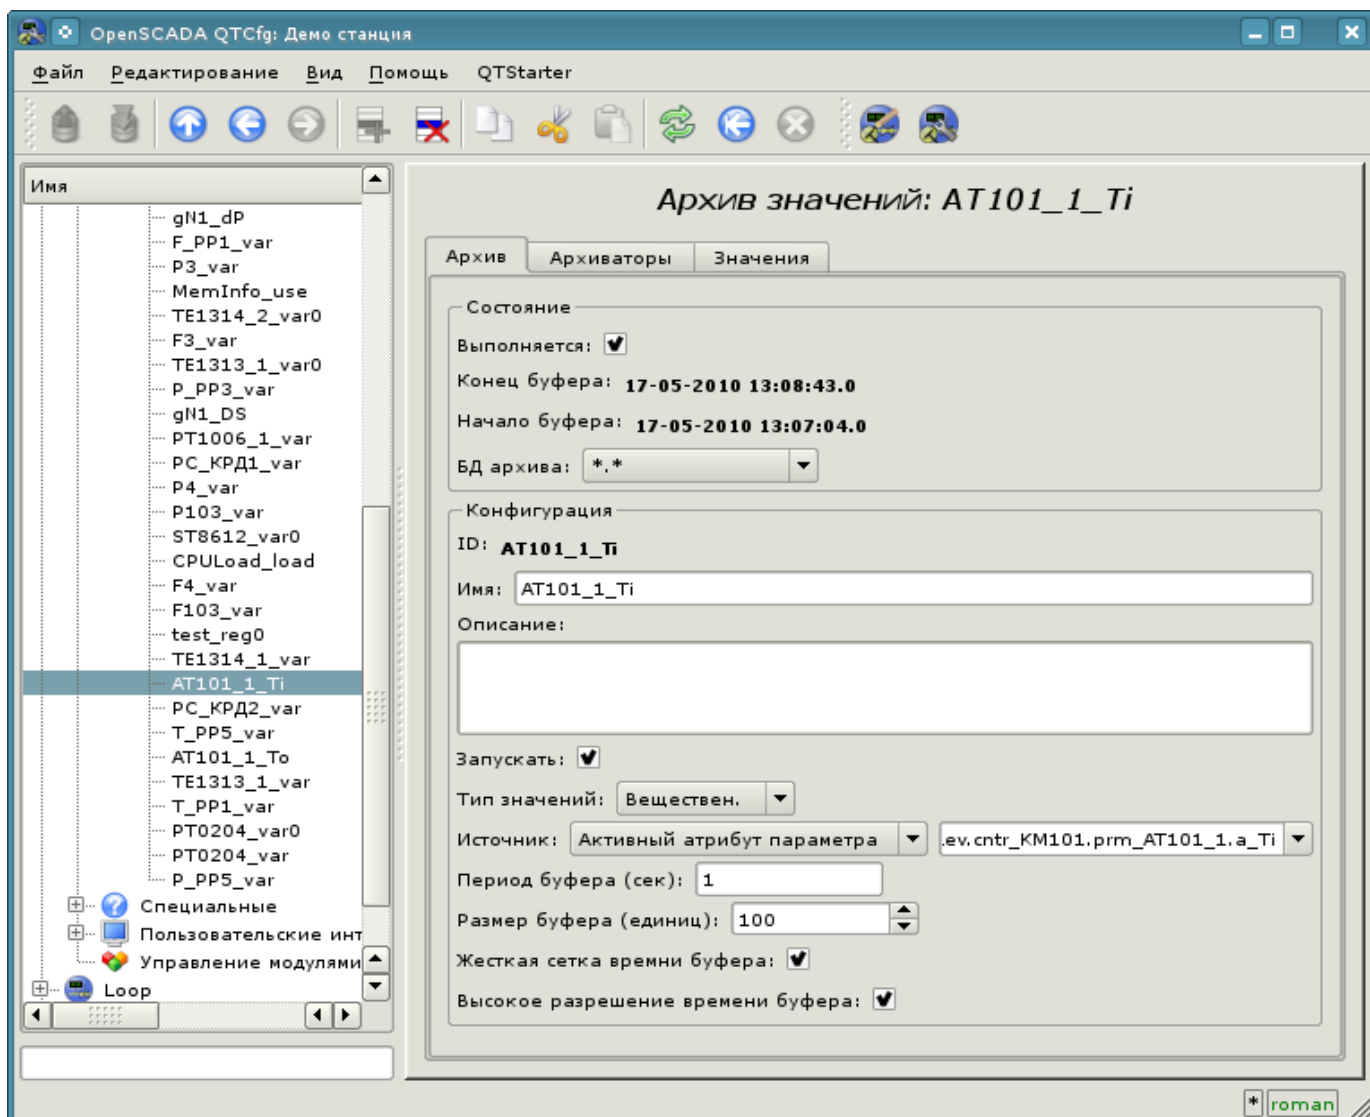 OpenSCADA QTCfg: Демо станция
Файл Редактирование Вид Помощь QTStarter
Имя
gN1_dP
F_PP1_var
P3_var
MemInfo_use
TE1314_2_var0
F3_var
TE1313_1_var0
P_PP3_var
gN1_DS
PT1006_1_var
PC_КРД1_var
P4_var
P103_var
ST8612_var0
CPULoad_load
F4_var
F103_var
test_reg0
TE1314_1_var
AT101_1_Ti
PC_КРД2_var
T_PP5_var
AT101_1_To
TE1313_1_var
T_PP1_var
PT0204_var0
PT0204_var
P_PP5_var
Специальные
Пользовательские инт
Управление модулями
Loop
Архив значений: AT101_1_Ti
Архив Архиваторы Значения
Состояние
Выполняется:
Конец буфера: 17-05-2010 13:08:43.0
Начало буфера: 17-05-2010 13:07:04.0
БД архива: *.*
Конфигурация
ID: AT101_1_Ti
Имя: AT101_1_Ti
Описание:
Запускать:
Тип значений: Веществен.
Источник: Активный атрибут параметра .ev.cntr_KM101.prm_AT101_1.a_Ti
Период буфера (сек): 1
Размер буфера (единиц): 100
Жесткая сетка времни буфера:
Высокое разрешение времени буфера:
* roman